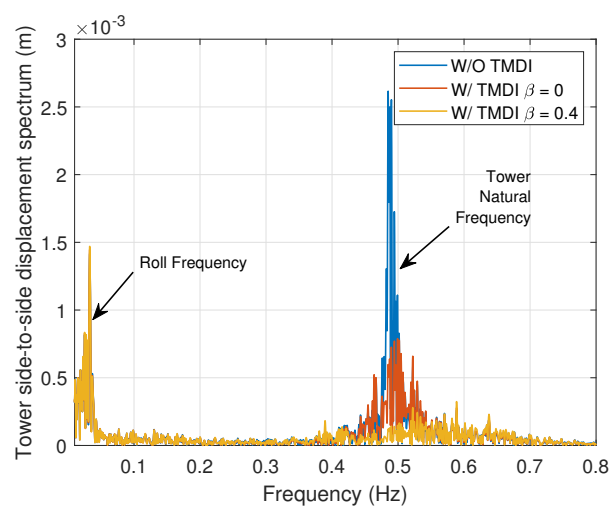 ×10⁻³
Tower side-to-side displacement spectrum (m)
3
2.5
2
1.5
1
0.5
0
W/O TMDI
W/ TMDI β = 0
W/ TMDI β = 0.4
Tower
Natural
Frequency
Roll Frequency
0.1 0.2 0.3 0.4 0.5 0.6 0.7 0.8
Frequency (Hz)